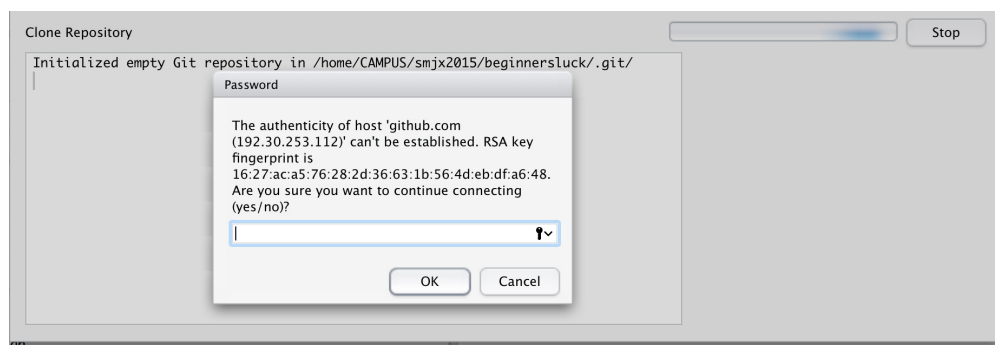 Clone Repository
Stop
Initialized empty Git repository in /home/CAMPUS/smjx2015/beginnersluck/.git/
Password
The authenticity of host 'github.com
(192.30.253.112)' can't be established. RSA key
fingerprint is
16:27:ac:a5:76:28:2d:36:63:1b:56:4d:eb:df:a6:48.
Are you sure you want to continue connecting
(yes/no)?
OK
Cancel